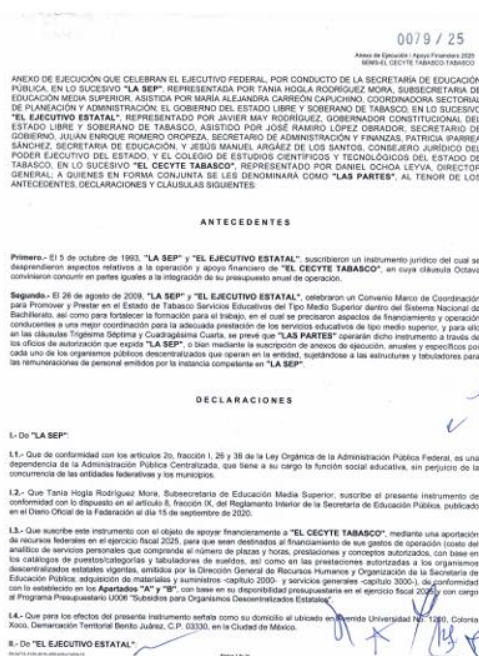 0079 / 25
Anexo de Ejecución / Apoyo Financiero 2025
SEMS-EL CECYTE TABASCO-TABASCO
ANEXO DE EJECUCIÓN QUE CELEBRAN EL EJECUTIVO FEDERAL, POR CONDUCTO DE LA SECRETARÍA DE EDUCACIÓN
PÚBLICA, EN LO SUCESIVO "LA SEP", REPRESENTADA POR TANIA HOGLA RODRÍGUEZ MORA, SUBSECRETARIA DE
EDUCACIÓN MEDIA SUPERIOR, ASISTIDA POR MARÍA ALEJANDRA CARREÓN CAPUCHINO, COORDINADORA SECTORIAL
DE PLANEACIÓN Y ADMINISTRACIÓN; EL GOBIERNO DEL ESTADO LIBRE Y SOBERANO DE TABASCO, EN LO SUCESIVO
"EL EJECUTIVO ESTATAL", REPRESENTADO POR JAVIER MAY RODRÍGUEZ, GOBERNADOR CONSTITUCIONAL DEL
ESTADO LIBRE Y SOBERANO DE TABASCO, ASISTIDO POR JOSÉ RAMIRO LÓPEZ OBRADOR, SECRETARIO DE
GOBIERNO, JULIÁN ENRIQUE ROMERO OROPEZA, SECRETARIO DE ADMINISTRACIÓN Y FINANZAS, PATRICIA IPARREA
SÁNCHEZ, SECRETARIA DE EDUCACIÓN, Y JESÚS MANUEL ARGÁEZ DE LOS SANTOS, CONSEJERO JURÍDICO DEL
PODER EJECUTIVO DEL ESTADO, Y EL COLEGIO DE ESTUDIOS CIENTÍFICOS Y TECNOLÓGICOS DEL ESTADO DE
TABASCO, EN LO SUCESIVO "EL CECYTE TABASCO", REPRESENTADO POR DANIEL OCHOA LEYVA, DIRECTOR
GENERAL; A QUIENES EN FORMA CONJUNTA SE LES DENOMINARÁ COMO "LAS PARTES", AL TENOR DE LOS
ANTECEDENTES, DECLARACIONES Y CLÁUSULAS SIGUIENTES:
ANTECEDENTES
Primero.- El 5 de octubre de 1993, "LA SEP" y "EL EJECUTIVO ESTATAL", suscribieron un instrumento jurídico del cual se
desprendieron aspectos relativos a la operación y apoyo financiero de "EL CECYTE TABASCO", en cuya cláusula Octava
convinieron concurrir en partes iguales a la integración de su presupuesto anual de operación.
Segundo.- El 26 de agosto de 2009, "LA SEP" y "EL EJECUTIVO ESTATAL", celebraron un Convenio Marco de Coordinación
para Promover y Prestar en el Estado de Tabasco Servicios Educativos del Tipo Medio Superior dentro del Sistema Nacional de
Bachillerato, así como para fortalecer la formación para el trabajo, en el cual se precisaron aspectos de financiamiento y operación
conducentes a una mejor coordinación para la adecuada prestación de los servicios educativos de tipo medio superior, y para ello
en las cláusulas Trigésima Séptima y Cuadragésima Cuarta, se prevé que "LAS PARTES" operarán dicho instrumento a través de
los oficios de autorización que expida "LA SEP", o bien mediante la suscripción de anexos de ejecución, anuales y específicos por
cada uno de los organismos públicos descentralizados que operan en la entidad, sujetándose a las estructuras y tabuladores para
las remuneraciones de personal emitidos por la instancia competente en "LA SEP".
DECLARACIONES
I.- De "LA SEP":
I.1.- Que de conformidad con los artículos 2o, fracción I, 26 y 38 de la Ley Orgánica de la Administración Pública Federal, es una
dependencia de la Administración Pública Centralizada, que tiene a su cargo la función social educativa, sin perjuicio de la
concurrencia de las entidades federativas y los municipios.
I.2.- Que Tania Hogla Rodríguez Mora, Subsecretaria de Educación Media Superior, suscribe el presente instrumento de
conformidad con lo dispuesto en el artículo 8, fracción IX, del Reglamento Interior de la Secretaría de Educación Pública, publicado
en el Diario Oficial de la Federación el día 15 de septiembre de 2020.
I.3.- Que suscribe este instrumento con el objeto de apoyar financieramente a "EL CECYTE TABASCO", mediante una aportación
de recursos federales en el ejercicio fiscal 2025, para que sean destinados al financiamiento de sus gastos de operación (costo del
analítico de servicios personales que comprende el número de plazas y horas, prestaciones y conceptos autorizados, con base en
los catálogos de puestos/categorías y tabuladores de sueldos, así como en las prestaciones autorizadas a los organismos
descentralizados estatales vigentes, emitidos por la Dirección General de Recursos Humanos y Organización de la Secretaría de
Educación Pública; adquisición de materiales y suministros -capítulo 2000- y servicios generales -capítulo 3000-), de conformidad
con lo establecido en los Apartados "A" y "B", con base en su disponibilidad presupuestaria en el ejercicio fiscal 2025 y con cargo
al Programa Presupuestario U006 "Subsidios para Organismos Descentralizados Estatales".
I.4.- Que para los efectos del presente instrumento señala como su domicilio el ubicado en Avenida Universidad No. 1200, Colonia
Xoco, Demarcación Territorial Benito Juárez, C.P. 03330, en la Ciudad de México.
II.- De "EL EJECUTIVO ESTATAL":